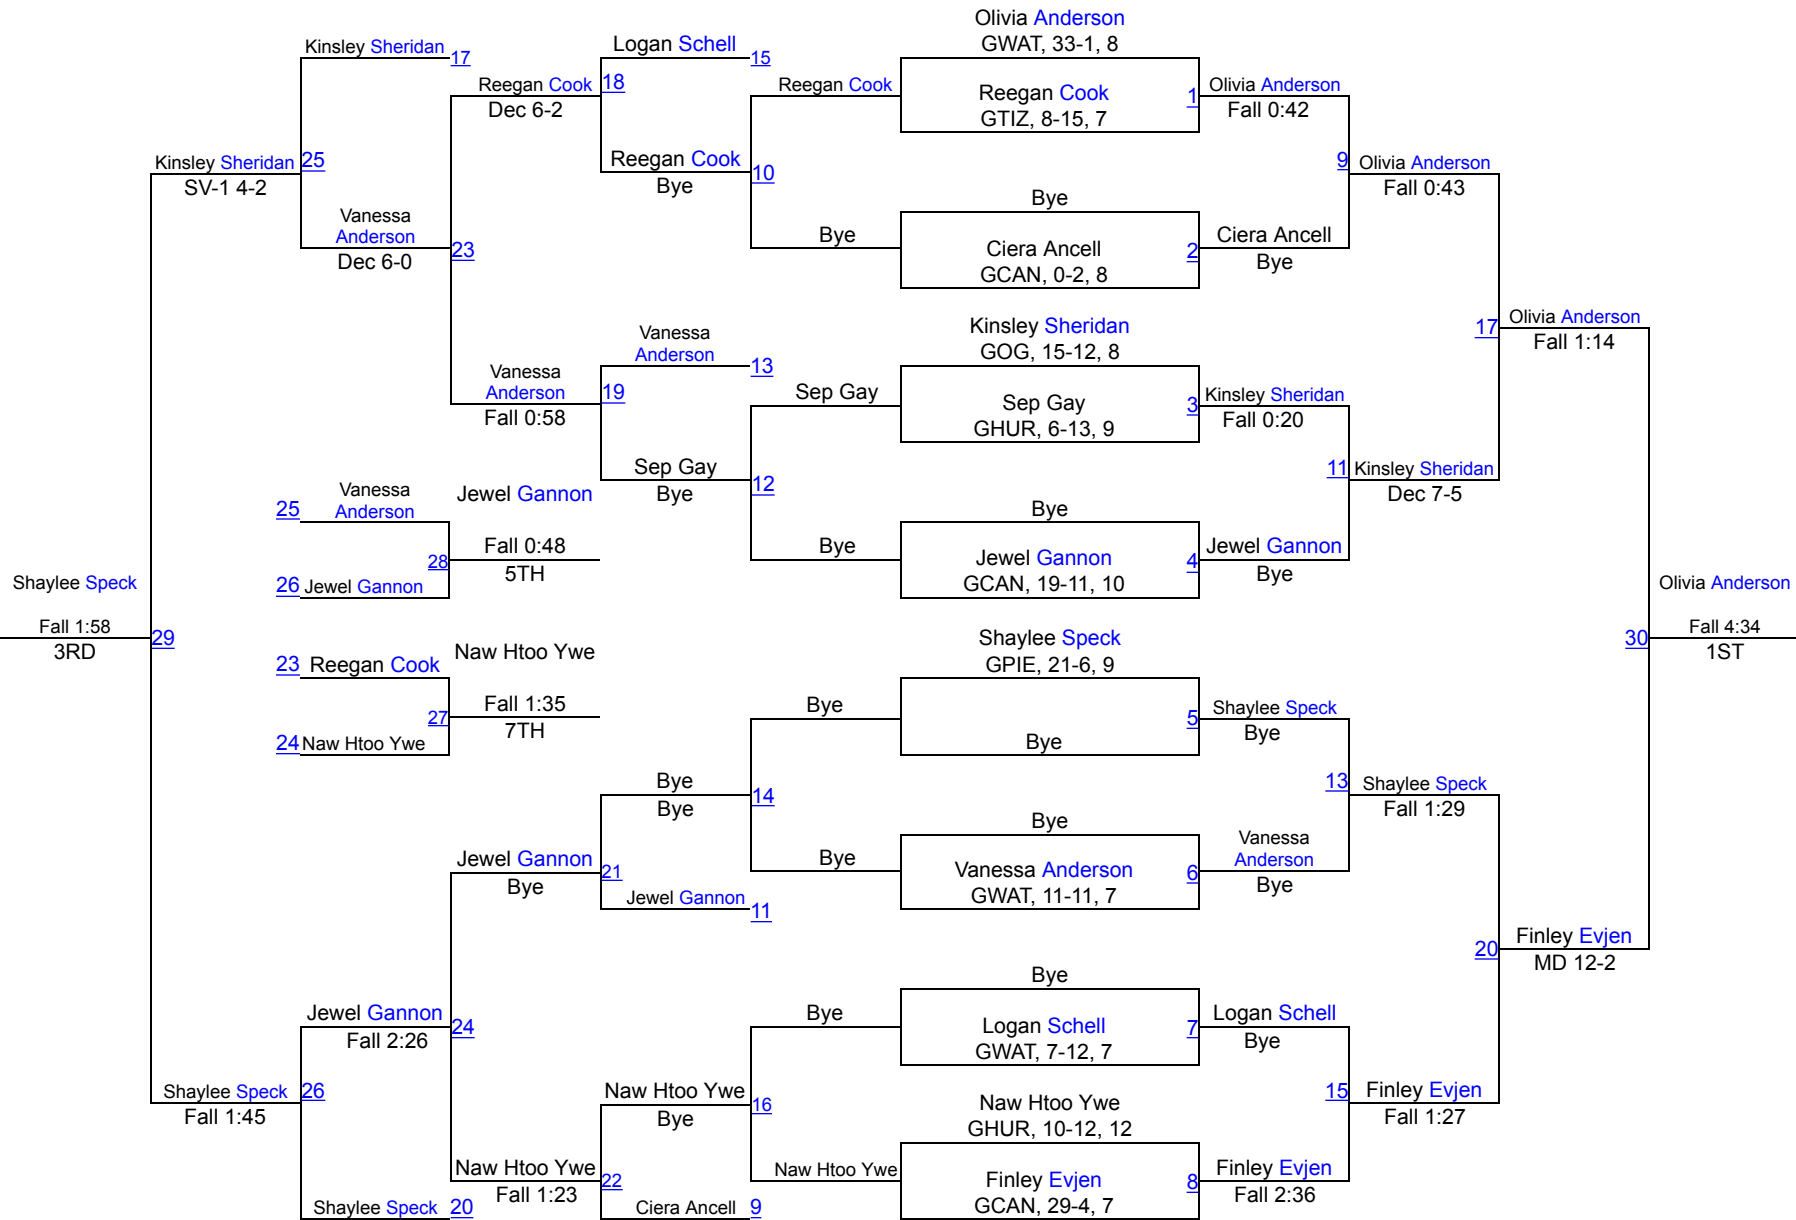 Olivia Anderson
GWAT, 33-1, 8
Kinsley Sheridan
17
Logan Schell
15
Reegan Cook
18
Dec 6-2
Reegan Cook
Reegan Cook
GTIZ, 8-15, 7
1
Olivia Anderson
Fall 0:42
Kinsley Sheridan
25
SV-1 4-2
Reegan Cook
Bye
10
9
Olivia Anderson
Fall 0:43
Vanessa
Anderson
Dec 6-0
23
Bye
Bye
Ciera Ancell
GCAN, 0-2, 8
2
Ciera Ancell
Bye
Vanessa
Anderson
13
Kinsley Sheridan
GOG, 15-12, 8
17
Olivia Anderson
Fall 1:14
Vanessa
Anderson
Fall 0:58
19
Sep Gay
Sep Gay
GHUR, 6-13, 9
3
Kinsley Sheridan
Fall 0:20
Sep Gay
Bye
12
11
Kinsley Sheridan
Dec 7-5
25
Vanessa
Anderson
Jewel Gannon
28
Fall 0:48
5TH
26
Jewel Gannon
Bye
Bye
Jewel Gannon
GCAN, 19-11, 10
4
Jewel Gannon
Bye
Shaylee Speck
Fall 1:58
3RD
29
Olivia Anderson
30
Fall 4:34
1ST
23
Reegan Cook
Naw Htoo Ywe
27
Fall 1:35
7TH
24
Naw Htoo Ywe
Shaylee Speck
GPIE, 21-6, 9
Bye
Bye
5
Shaylee Speck
Bye
Bye
Bye
14
13
Shaylee Speck
Fall 1:29
Jewel Gannon
Bye
21
Jewel Gannon
11
Bye
Bye
Vanessa Anderson
GWAT, 11-11, 7
6
Vanessa
Anderson
Bye
20
Finley Evjen
MD 12-2
Jewel Gannon
Fall 2:26
24
Bye
Bye
Logan Schell
GWAT, 7-12, 7
7
Logan Schell
Bye
Shaylee Speck
Fall 1:45
26
Naw Htoo Ywe
Bye
16
Naw Htoo Ywe
GHUR, 10-12, 12
15
Finley Evjen
Fall 1:27
Naw Htoo Ywe
Fall 1:23
22
Naw Htoo Ywe
Finley Evjen
GCAN, 29-4, 7
8
Finley Evjen
Fall 2:36
Shaylee Speck
20
Ciera Ancell
9